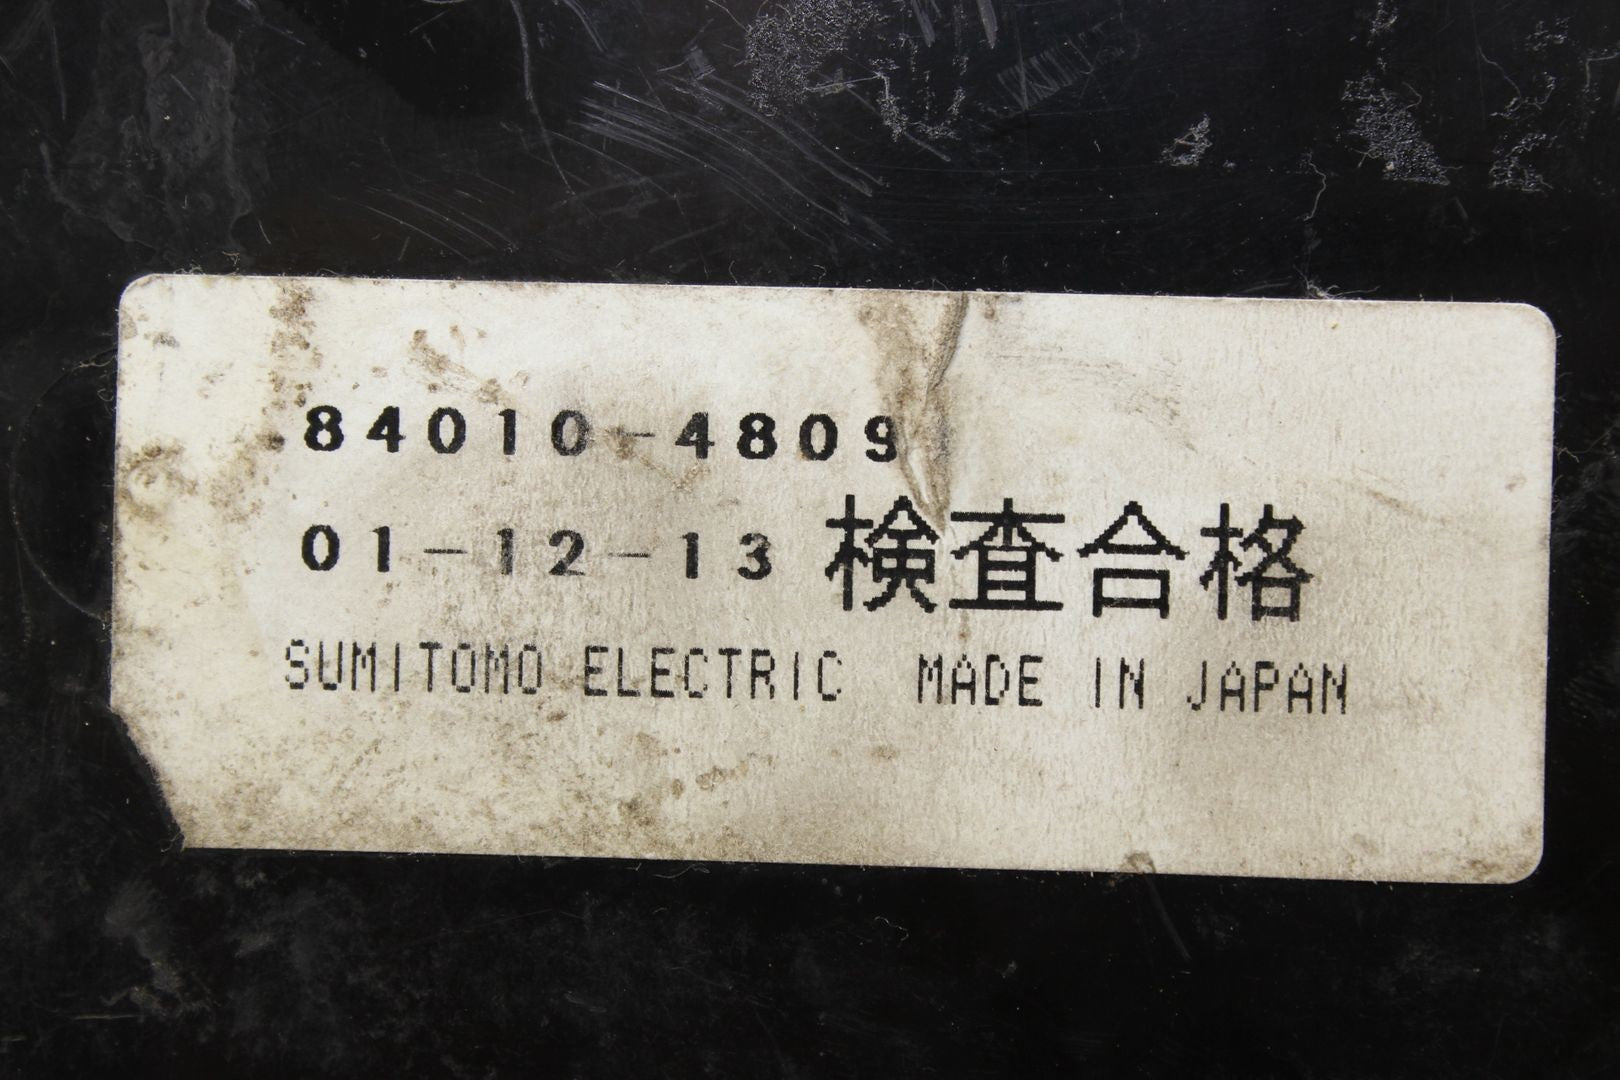 84010-4809
01-12-13 検査合格
SUMITOMO ELECTRIC MADE IN JAPAN